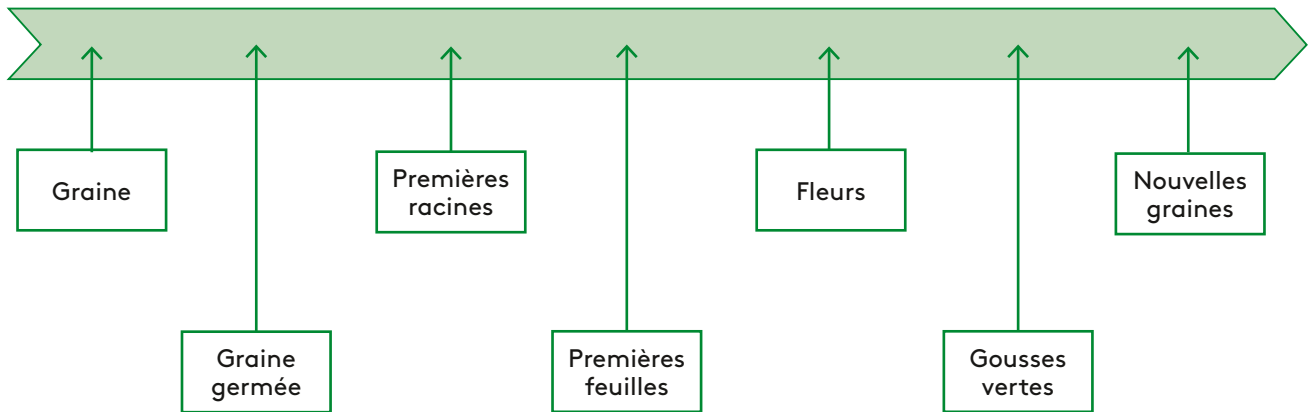 Graine
Graine
germée
Premières
racines
Premières
feuilles
Fleurs
Gousses
vertes
Nouvelles
graines